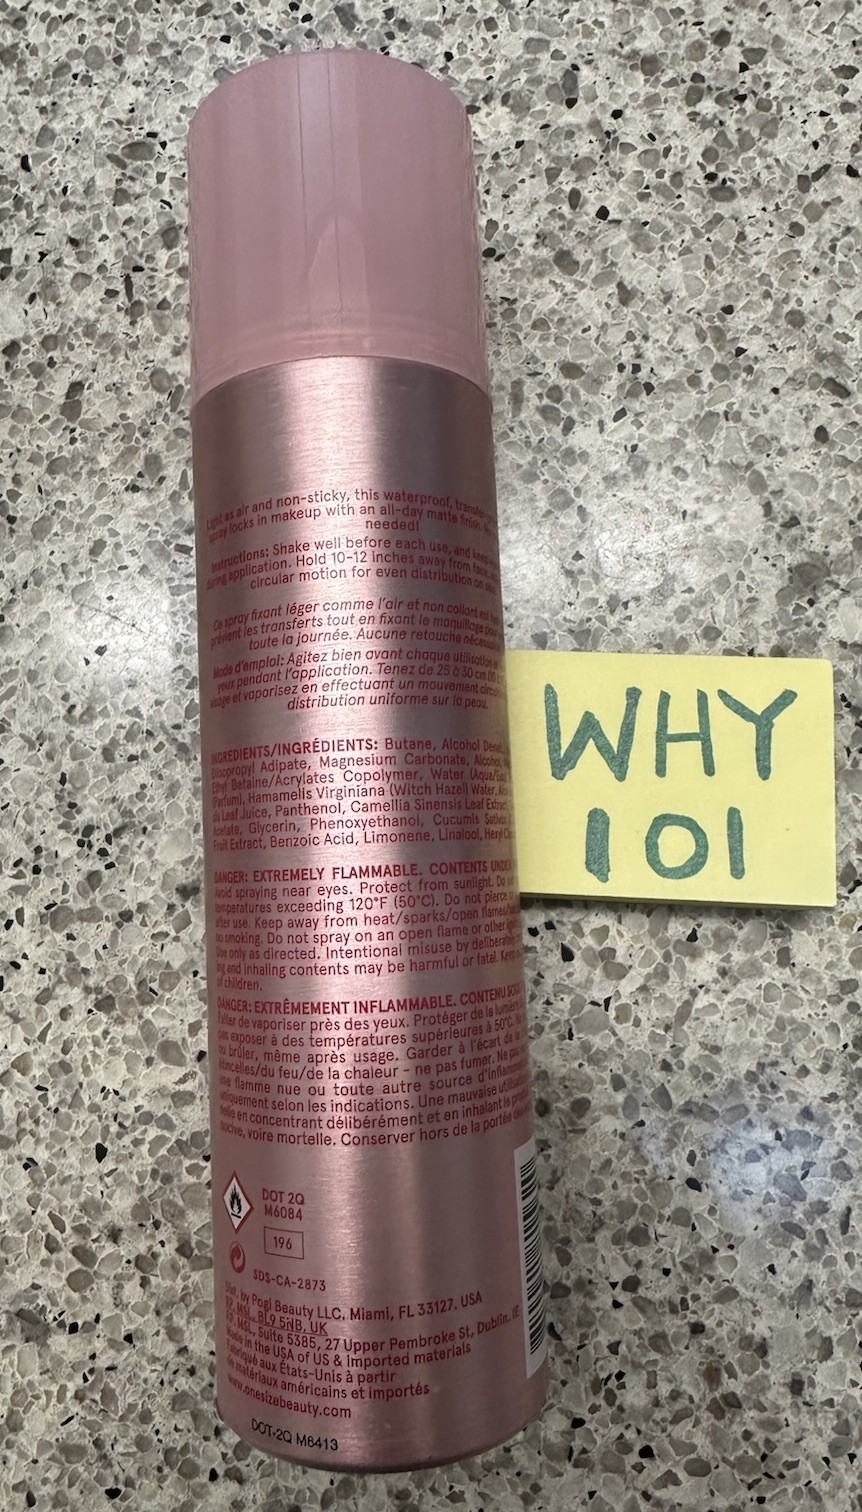 Light as air and non-sticky, this waterproof,
spray locks in makeup with an all-day matte finish.
needed!
Instructions: Shake well before each use, and keep
during application. Hold 10-12 inches away from face,
circular motion for even distribution on
Ce spray fixant léger comme l'air et non collant est
prévient les transferts tout en fixant le maquillage pour
toute la journée. Aucune retouche
Mode d'emploi: Agitez bien avant chaque utilisation
yeux pendant l'application. Tenez de 25 à 30 cm
visage et vaporisez en effectuant un mouvement
distribution uniforme sur la peau.
INGREDIENTS/INGRÉDIENTS: Butane, Alcohol
Diisopropyl Adipate, Magnesium Carbonate, Alcohol,
Ethyl Betaine/Acrylates Copolymer, Water
(Parfum), Hamamelis Virginiana (Witch Hazel) Water,
Leaf Juice, Panthenol, Camellia Sinensis Leaf Extract,
Acetate, Glycerin, Phenoxyethanol, Cucumis
Fruit Extract, Benzoic Acid, Limonene, Linalool,
DANGER: EXTREMELY FLAMMABLE. CONTENTS UNDER
Avoid spraying near eyes. Protect from sunlight. Do
temperatures exceeding 120°F (50°C). Do not pierce
after use. Keep away from heat/sparks/open flames
no smoking. Do not spray on an open flame or other
Use only as directed. Intentional misuse by
ing and inhaling contents may be harmful or fatal. Keep
of children.
DANGER: EXTRÊMEMENT INFLAMMABLE. CONTENU SOUS
de vaporiser près des yeux. Protéger de la
pas exposer à des températures supérieures à 50°C.
ou brûler, même après usage. Garder à l'écart de
du feu/de la chaleur - ne pas fumer. Ne pas
une flamme nue ou toute autre source
uniquement selon les indications. Une mauvaise
en concentrant délibérément et en inhalant le
nocive, voire mortelle. Conserver hors de la portée
DOT 2Q
M6084
196
SDS-CA-2873
Dist. by Pogi Beauty LLC, Miami, FL 33127. USA
RP. MSL, BL9 5NB, UK
MSL, Suite 5385, 27 Upper Pembroke St, Dublin, IE
Made in the USA of US & Imported materials
Fabriqué aux États-Unis à partir
de matériaux américains et importés
www.onesizebeauty.com
DOT-2Q M6413
WHY
101